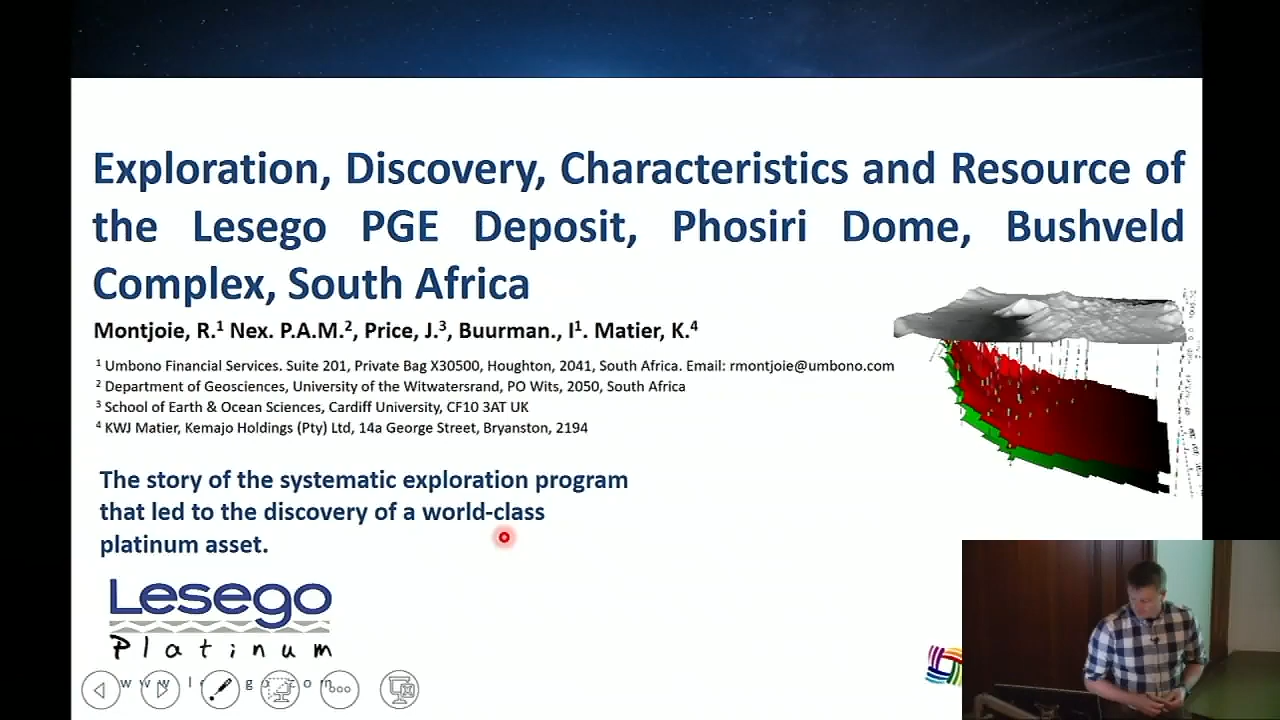 Exploration, Discovery, Characteristics and Resource of
the Lesego PGE Deposit, Phosiri Dome, Bushveld
Complex, South Africa
Montjoie, R.¹ Nex. P.A.M.², Price, J.³, Buurman., I¹. Matier, K.⁴
¹ Umbono Financial Services. Suite 201, Private Bag X30500, Houghton, 2041, South Africa. Email: rmontjoie@umbono.com
² Department of Geosciences, University of the Witwatersrand, PO Wits, 2050, South Africa
³ School of Earth & Ocean Sciences, Cardiff University, CF10 3AT UK
⁴ KWJ Matier, Kemajo Holdings (Pty) Ltd, 14a George Street, Bryanston, 2194
The story of the systematic exploration program
that led to the discovery of a world-class
platinum asset.
Lesego
Platinum